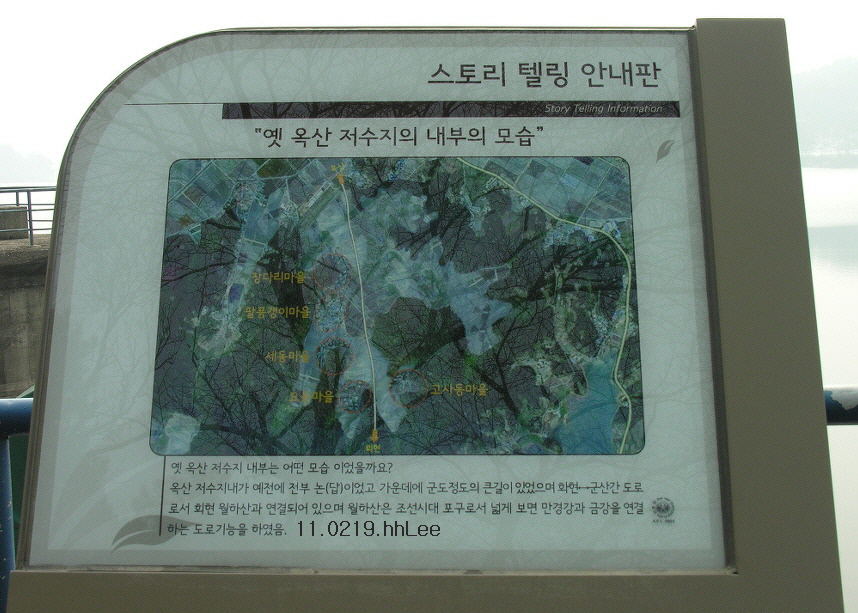 스토리 텔링 안내판
Story Telling Information
"옛 옥산 저수지의 내부의 모습"
장다리마을
팔풍갱이마을
세동마을
마을
고사동마을
회현
옛 옥산 저수지 내부는 어떤 모습 이었을까요?
옥산 저수지내가 예전에 전부 논(답)이었고 가운데에 군도정도의 큰길이 있었으며 화현↔군산간 도로
로서 회현 월하산과 연결되어 있으며 월하산은 조선시대 포구로서 넓게 보면 만경강과 금강을 연결
하는 도로기능을 하였음. 11.0219.hhLee